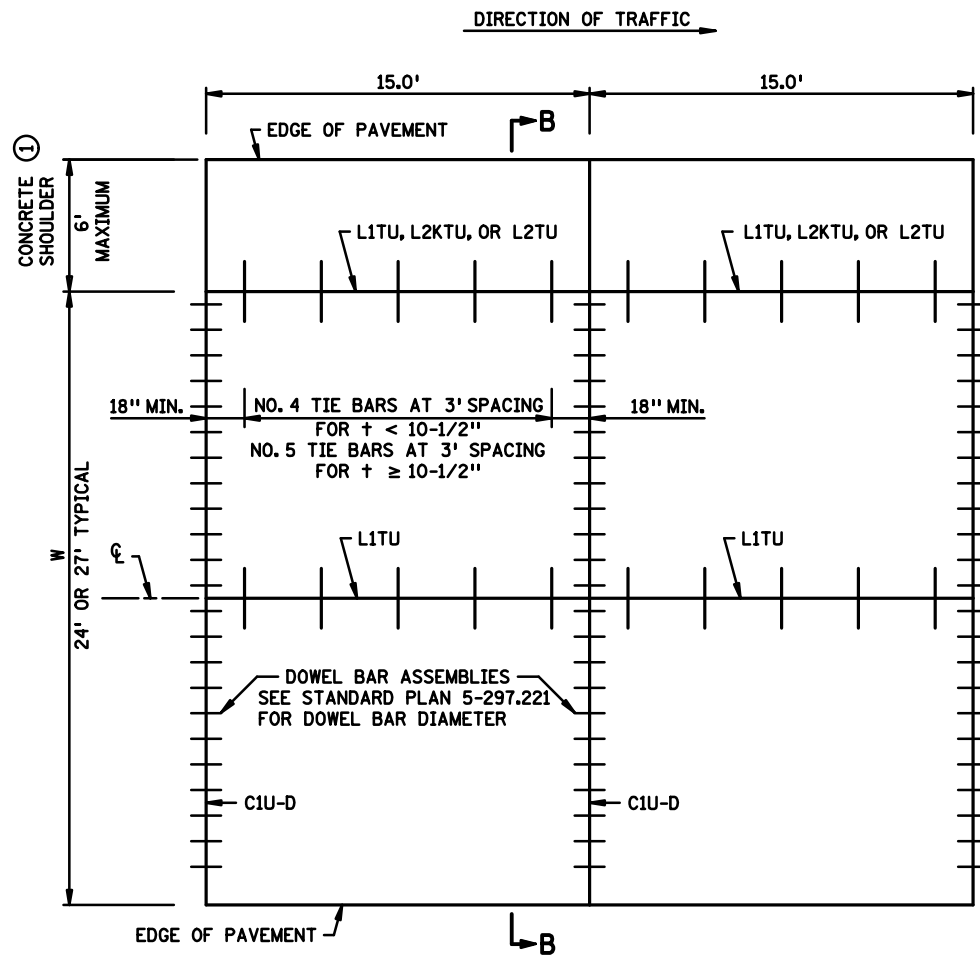 DIRECTION OF TRAFFIC
15.0'
15.0'
B
EDGE OF PAVEMENT
CONCRETE 1
SHOULDER
6'
MAXIMUM
L1TU, L2KTU, OR L2TU
L1TU, L2KTU, OR L2TU
18" MIN.
NO. 4 TIE BARS AT 3' SPACING
FOR t < 10-1/2"
NO. 5 TIE BARS AT 3' SPACING
FOR t ≥ 10-1/2"
18" MIN.
W
24' OR 27' TYPICAL
℄
L1TU
L1TU
DOWEL BAR ASSEMBLIES
SEE STANDARD PLAN 5-297.221
FOR DOWEL BAR DIAMETER
C1U-D
C1U-D
EDGE OF PAVEMENT
B